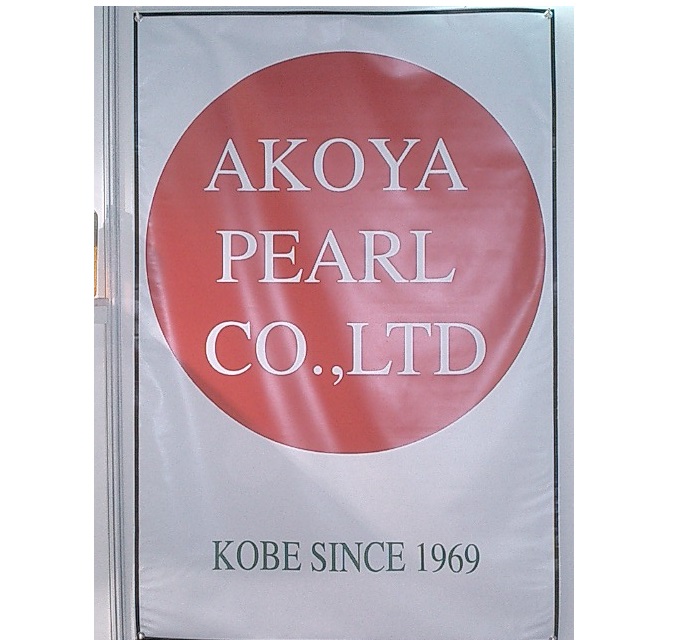 AKOYA
PEARL
CO.,LTD
KOBE SINCE 1969